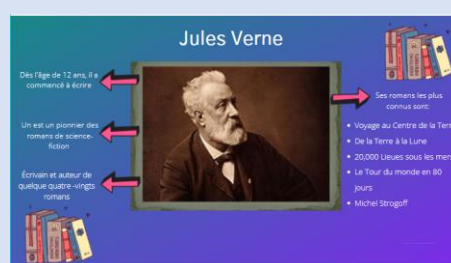 Jules Verne
Dès l'âge de 12 ans, il a
commencé à écrire
Un est un pionnier des
romans de science-
fiction
Écrivain et auteur de
quelque quatre-vingts
romans
Ses romans les plus
connus sont:
Voyage au Centre de la Terre
De la Terre à la Lune
20,000 Lieues sous les mers
Le Tour du monde en 80
jours
Michel Strogoff